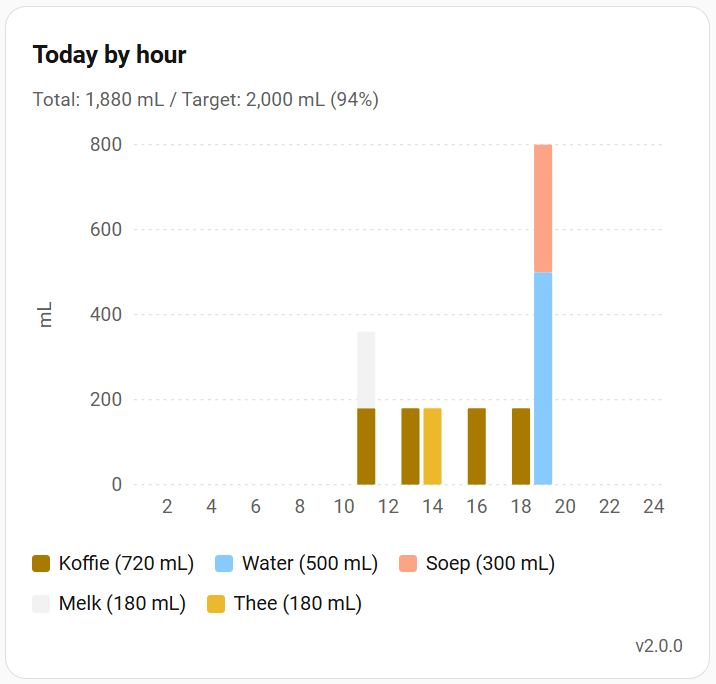 Today by hour
Total: 1,880 mL / Target: 2,000 mL (94%)
800
600
400
200
0
mL
2 4 6 8 10 12 14 16 18 20 22 24
Koffie (720 mL) Water (500 mL) Soep (300 mL)
Melk (180 mL) Thee (180 mL)
v2.0.0